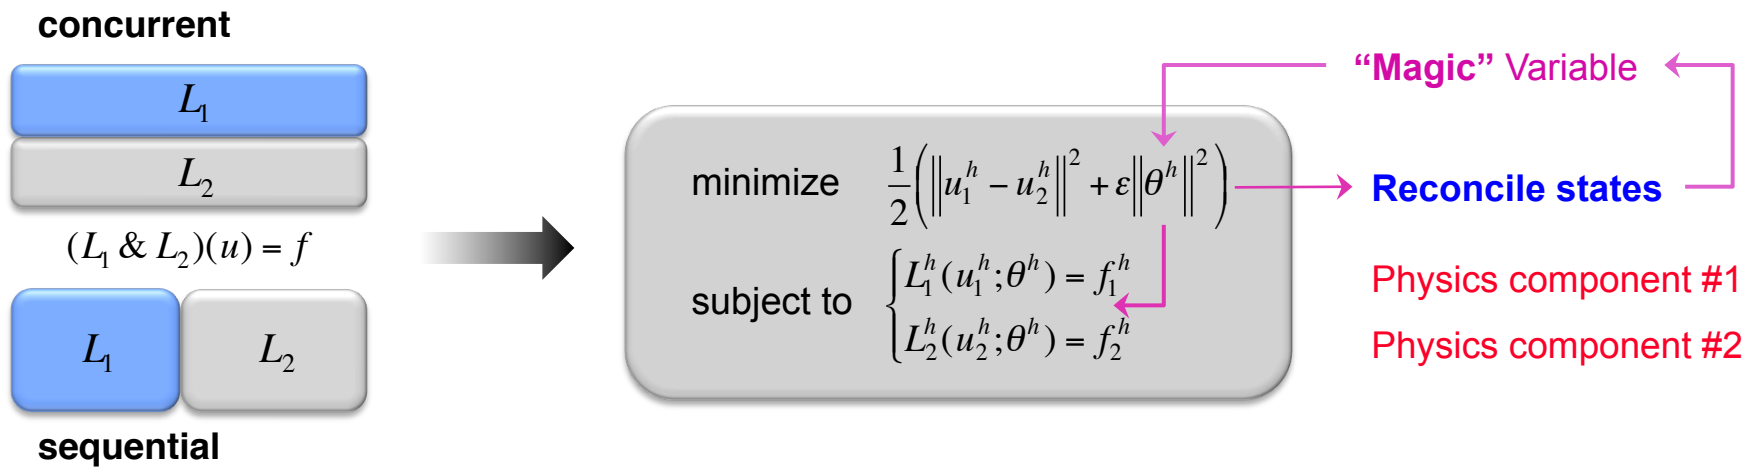 concurrent
L₁
L₂
(L₁ & L₂)(u) = f
L₁ L₂
sequential
minimize 1/2 ( ‖u₁ʰ − u₂ʰ‖² + ε‖θʰ‖² )
subject to { L₁ʰ(u₁ʰ;θʰ) = f₁ʰ
L₂ʰ(u₂ʰ;θʰ) = f₂ʰ
“Magic” Variable
Reconcile states
Physics component #1
Physics component #2